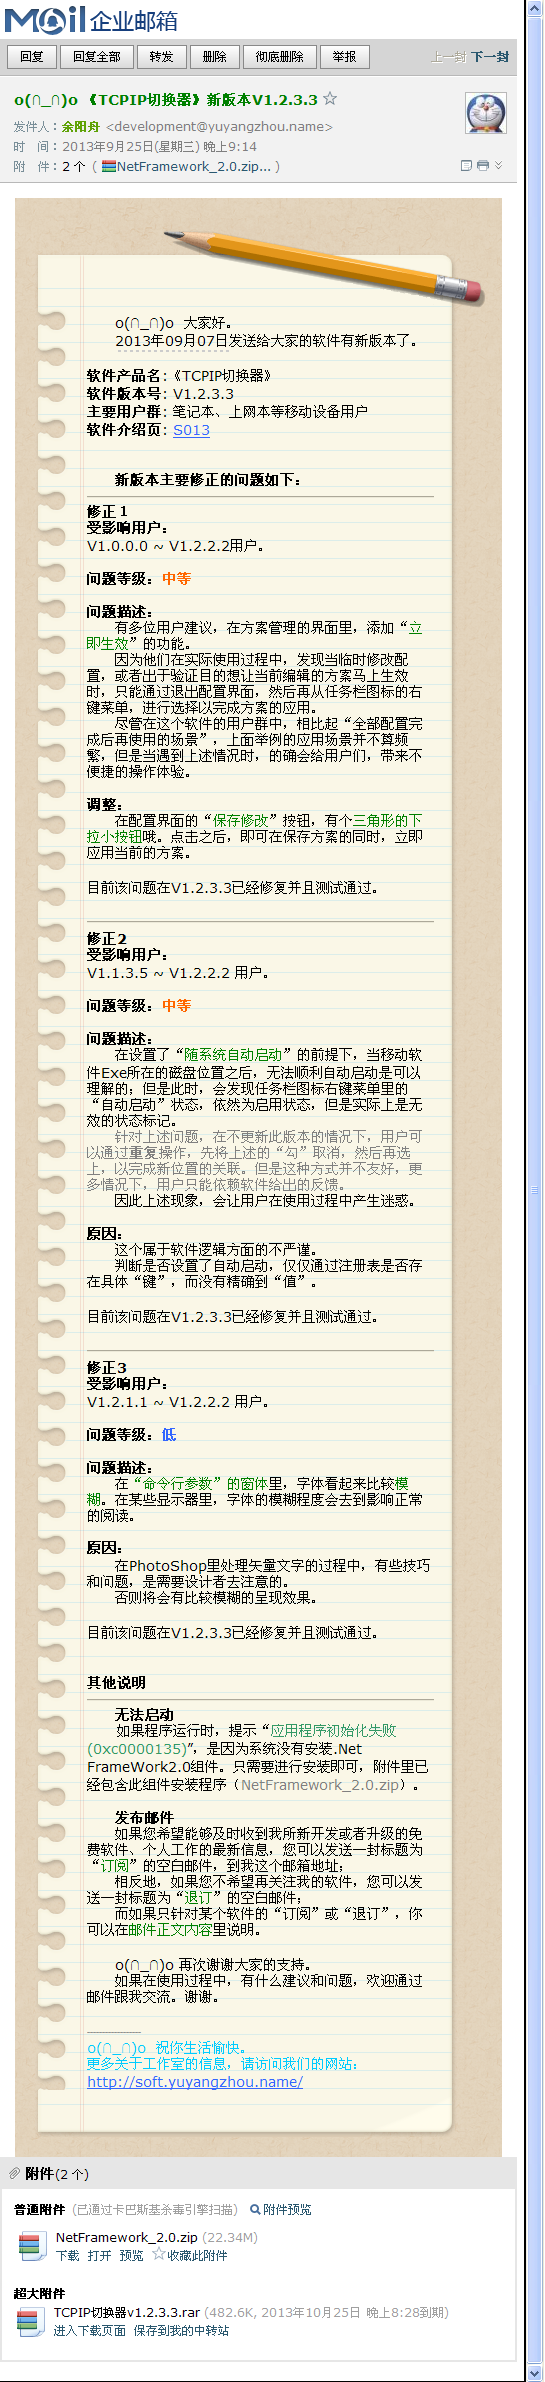 Mail 企业邮箱
回复 回复全部 转发 删除 彻底删除 举报 上一封 下一封
o(∩_∩)o 《TCPIP切换器》新版本V1.2.3.3 ☆
发件人：余阳舟 <development@yuyangzhou.name>
时 间：2013年9月25日(星期三) 晚上9:14
附 件：2 个 ( NetFramework_2.0.zip... )
o(∩_∩)o 大家好。
2013年09月07日发送给大家的软件有新版本了。
软件产品名：《TCPIP切换器》
软件版本号：V1.2.3.3
主要用户群：笔记本、上网本等移动设备用户
软件介绍页：S013
新版本主要修正的问题如下：
修正 1
受影响用户：
V1.0.0.0 ~ V1.2.2.2用户。
问题等级：中等
问题描述：
有多位用户建议，在方案管理的界面里，添加“立
即生效”的功能。
因为他们在实际使用过程中，发现当临时修改配
置，或者出于验证目的想让当前编辑的方案马上生效
时，只能通过退出配置界面，然后再从任务栏图标的右
键菜单，进行选择以完成方案的应用。
尽管在这个软件的用户群中，相比起“全部配置完
成后再使用的场景”，上面举例的应用场景并不算频
繁，但是当遇到上述情况时，的确会给用户们，带来不
便捷的操作体验。
调整：
在配置界面的“保存修改”按钮，有个三角形的下
拉小按钮哦。点击之后，即可在保存方案的同时，立即
应用当前的方案。
目前该问题在V1.2.3.3已经修复并且测试通过。
修正2
受影响用户：
V1.1.3.5 ~ V1.2.2.2 用户。
问题等级：中等
问题描述：
在设置了“随系统自动启动”的前提下，当移动软
件Exe所在的磁盘位置之后，无法顺利自动启动是可以
理解的；但是此时，会发现任务栏图标右键菜单里的
“自动启动”状态，依然为启用状态，但是实际上是无
效的状态标记。
针对上述问题，在不更新此版本的情况下，用户可
以通过重复操作，先将上述的“勾”取消，然后再选
上，以完成新位置的关联。但是这种方式并不友好，更
多情况下，用户只能依赖软件给出的反馈。
因此上述现象，会让用户在使用过程中产生迷惑。
原因：
这个属于软件逻辑方面的不严谨。
判断是否设置了自动启动，仅仅通过注册表是否存
在具体“键”，而没有精确到“值”。
目前该问题在V1.2.3.3已经修复并且测试通过。
修正3
受影响用户：
V1.2.1.1 ~ V1.2.2.2 用户。
问题等级：低
问题描述：
在“命令行参数”的窗体里，字体看起来比较模
糊。在某些显示器里，字体的模糊程度会去到影响正常
的阅读。
原因：
在PhotoShop里处理矢量文字的过程中，有些技巧
和问题，是需要设计者去注意的。
否则将会有比较模糊的呈现效果。
目前该问题在V1.2.3.3已经修复并且测试通过。
其他说明
无法启动
如果程序运行时，提示“应用程序初始化失败
(0xc0000135)”，是因为系统没有安装.Net
FrameWork2.0组件。只需要进行安装即可，附件里已
经包含此组件安装程序（NetFramework_2.0.zip）。
发布邮件
如果您希望能够及时收到我所新开发或者升级的免
费软件、个人工作的最新信息，您可以发送一封标题为
“订阅”的空白邮件，到我这个邮箱地址；
相反地，如果您不希望再关注我的软件，您可以发
送一封标题为“退订”的空白邮件；
而如果只针对某个软件的“订阅”或“退订”，你
可以在邮件正文内容里说明。
o(∩_∩)o 再次谢谢大家的支持。
如果在使用过程中，有什么建议和问题，欢迎通过
邮件跟我交流。谢谢。
o(∩_∩)o 祝你生活愉快。
更多关于工作室的信息，请访问我们的网站：
http://soft.yuyangzhou.name/
附件(2 个)
普通附件 (已通过卡巴斯基杀毒引擎扫描) 附件预览
NetFramework_2.0.zip (22.34M)
下载 打开 预览 ☆收藏此附件
超大附件
TCPIP切换器v1.2.3.3.rar (482.6K, 2013年10月25日 晚上8:28到期)
进入下载页面 保存到我的中转站